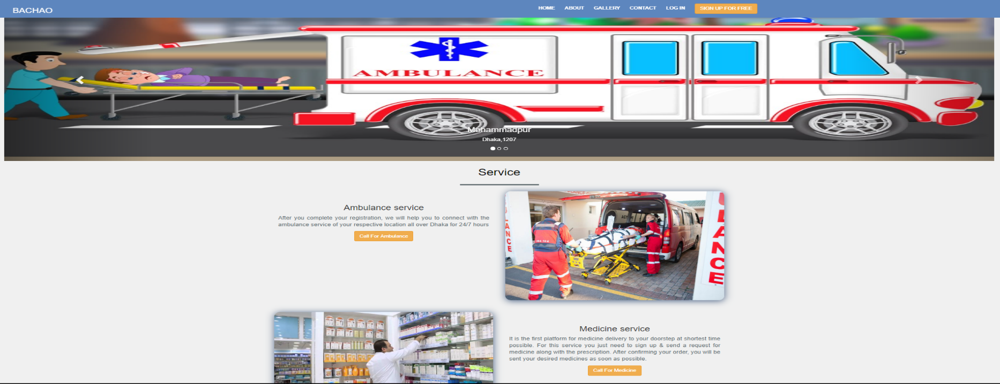 BACHAO
HOME ABOUT GALLERY CONTACT LOG IN SIGN UP FOR FREE
AMBULANCE
Mohammadpur
Dhaka,1207
Service
Ambulance service
After you complete your registration, we will help you to connect with the
ambulance service of your respective location all over Dhaka for 24/7 hours
Call For Ambulance
Medicine service
It is the first platform for medicine delivery to your doorstep at shortest time
possible. For this service you just need to sign up & send a request for
medicine along with the prescription. After confirming your order, you will be
sent your desired medicines as soon as possible.
Call For Medicine